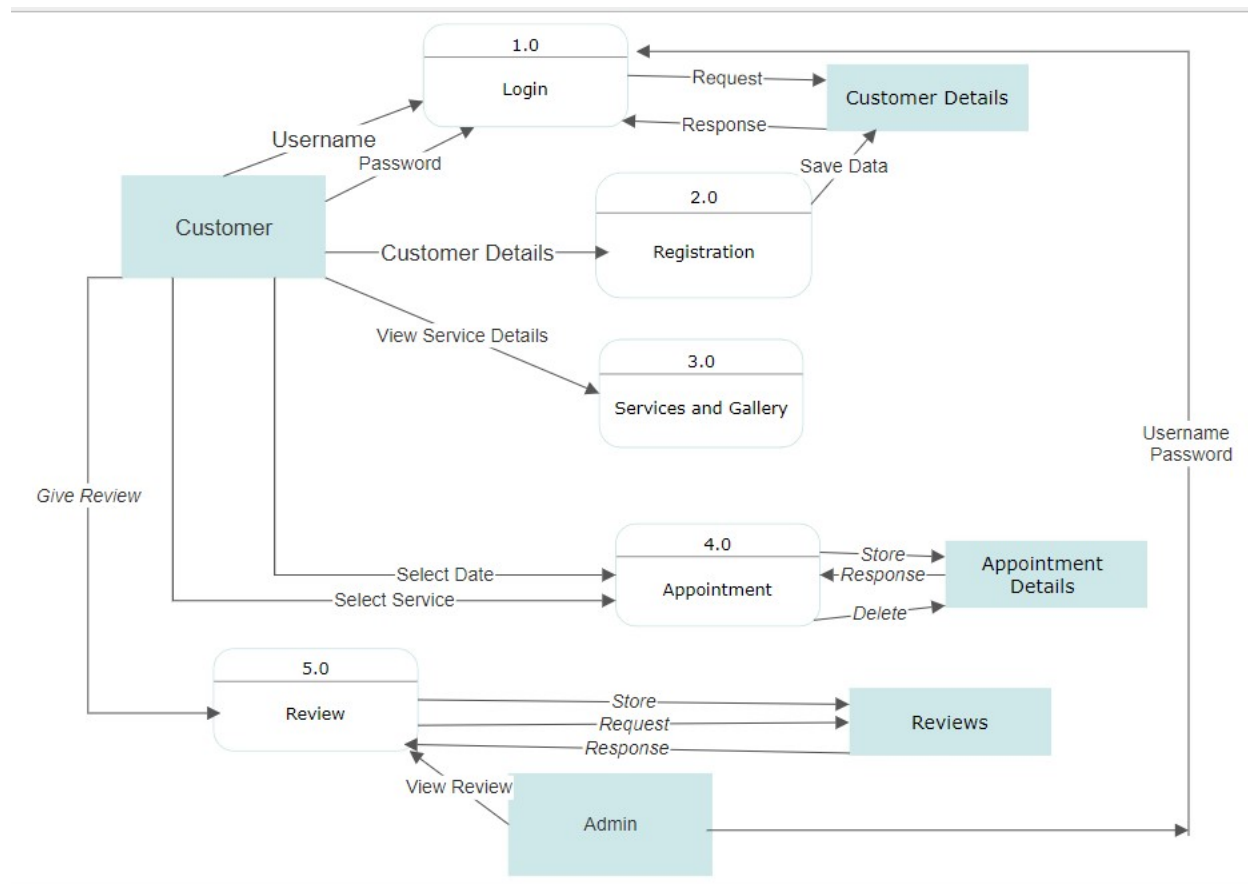 1.0
Login
Request
Customer Details
Response
Username
Password
Save Data
2.0
Registration
Customer
Customer Details
View Service Details
3.0
Services and Gallery
Username
Password
Give Review
4.0
Appointment
Store
Response
Delete
Appointment
Details
Select Date
Select Service
5.0
Review
Store
Request
Response
Reviews
View Review
Admin